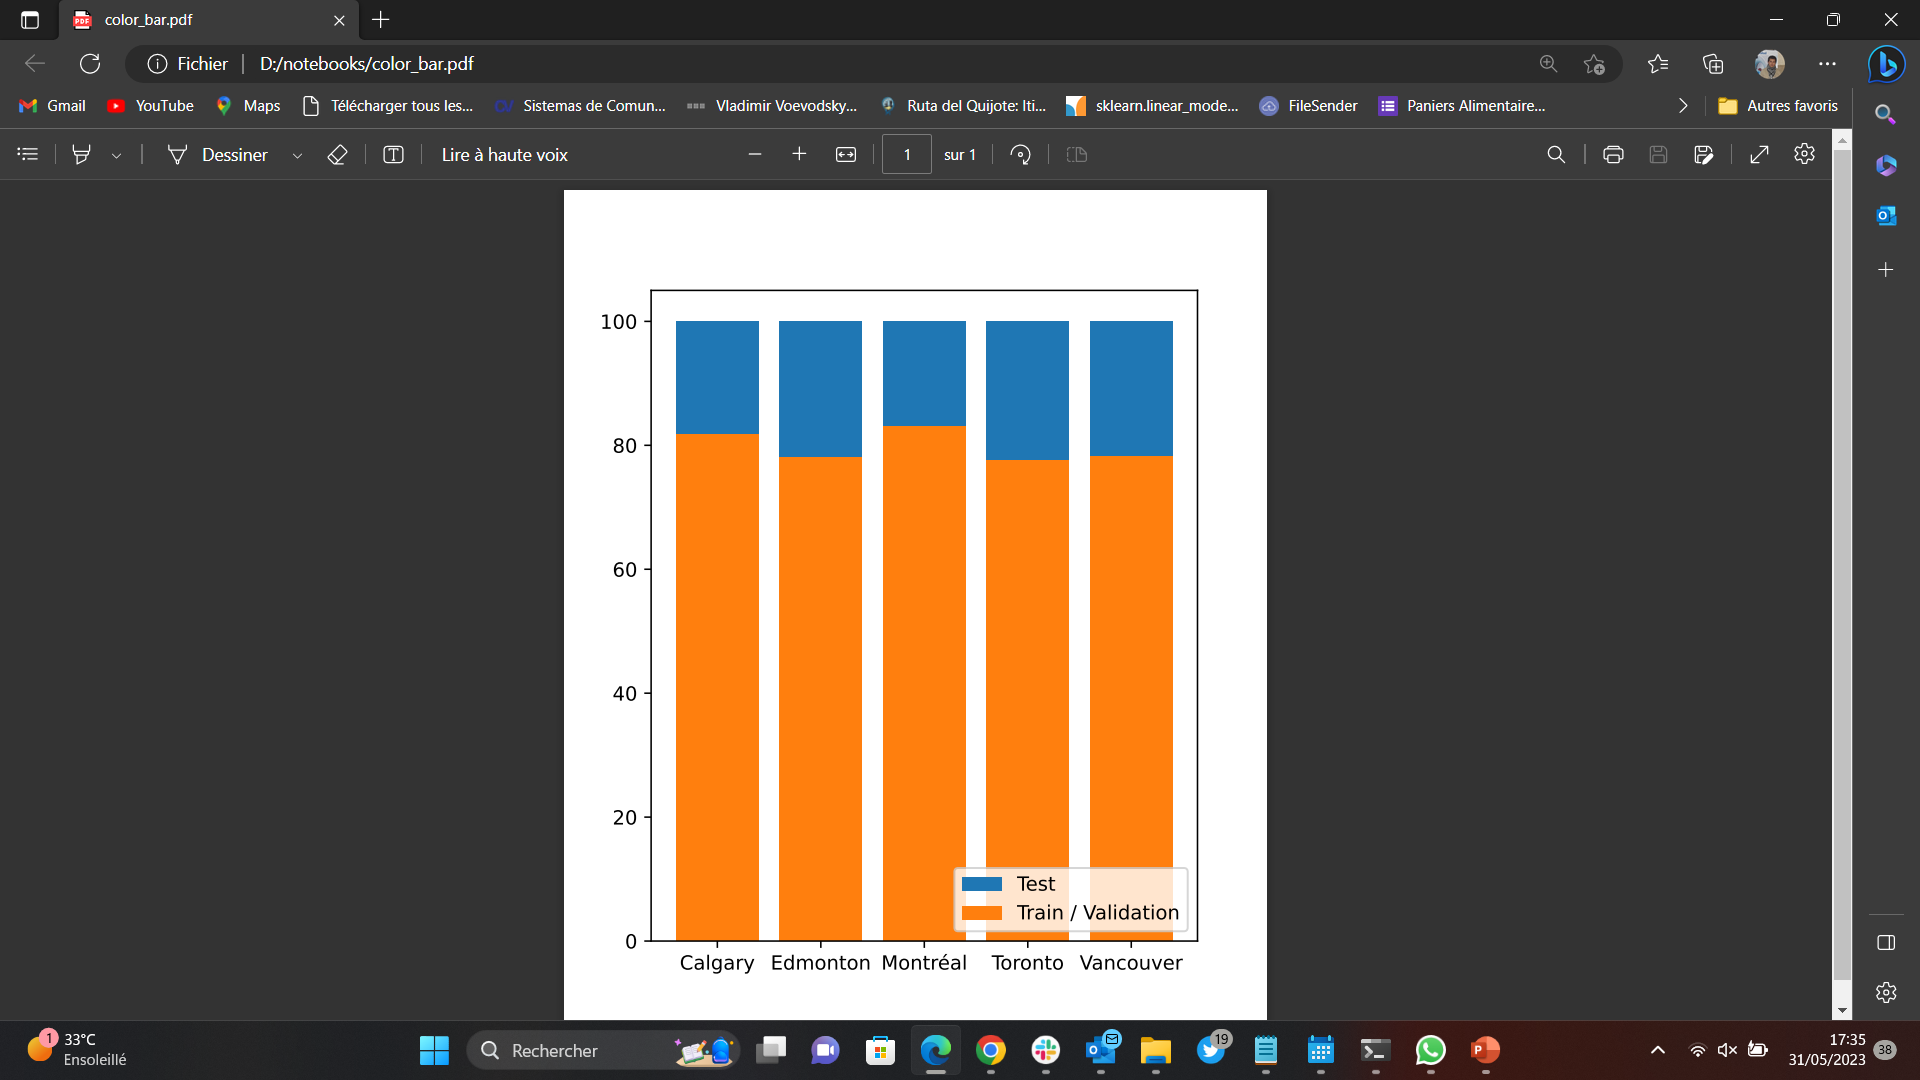 color_bar.pdf
Fichier D:/notebooks/color_bar.pdf
Gmail YouTube Maps Télécharger tous les... Sistemas de Comun... Vladimir Voevodsky... Ruta del Quijote: Iti... sklearn.linear_mode... FileSender Paniers Alimentaire... Autres favoris
Dessiner Lire à haute voix 1 sur 1
100
80
60
40
20
0
Test
Train / Validation
Calgary Edmonton Montréal Toronto Vancouver
1 33°C
Ensoleillé
Rechercher
19
17:35
31/05/2023
38